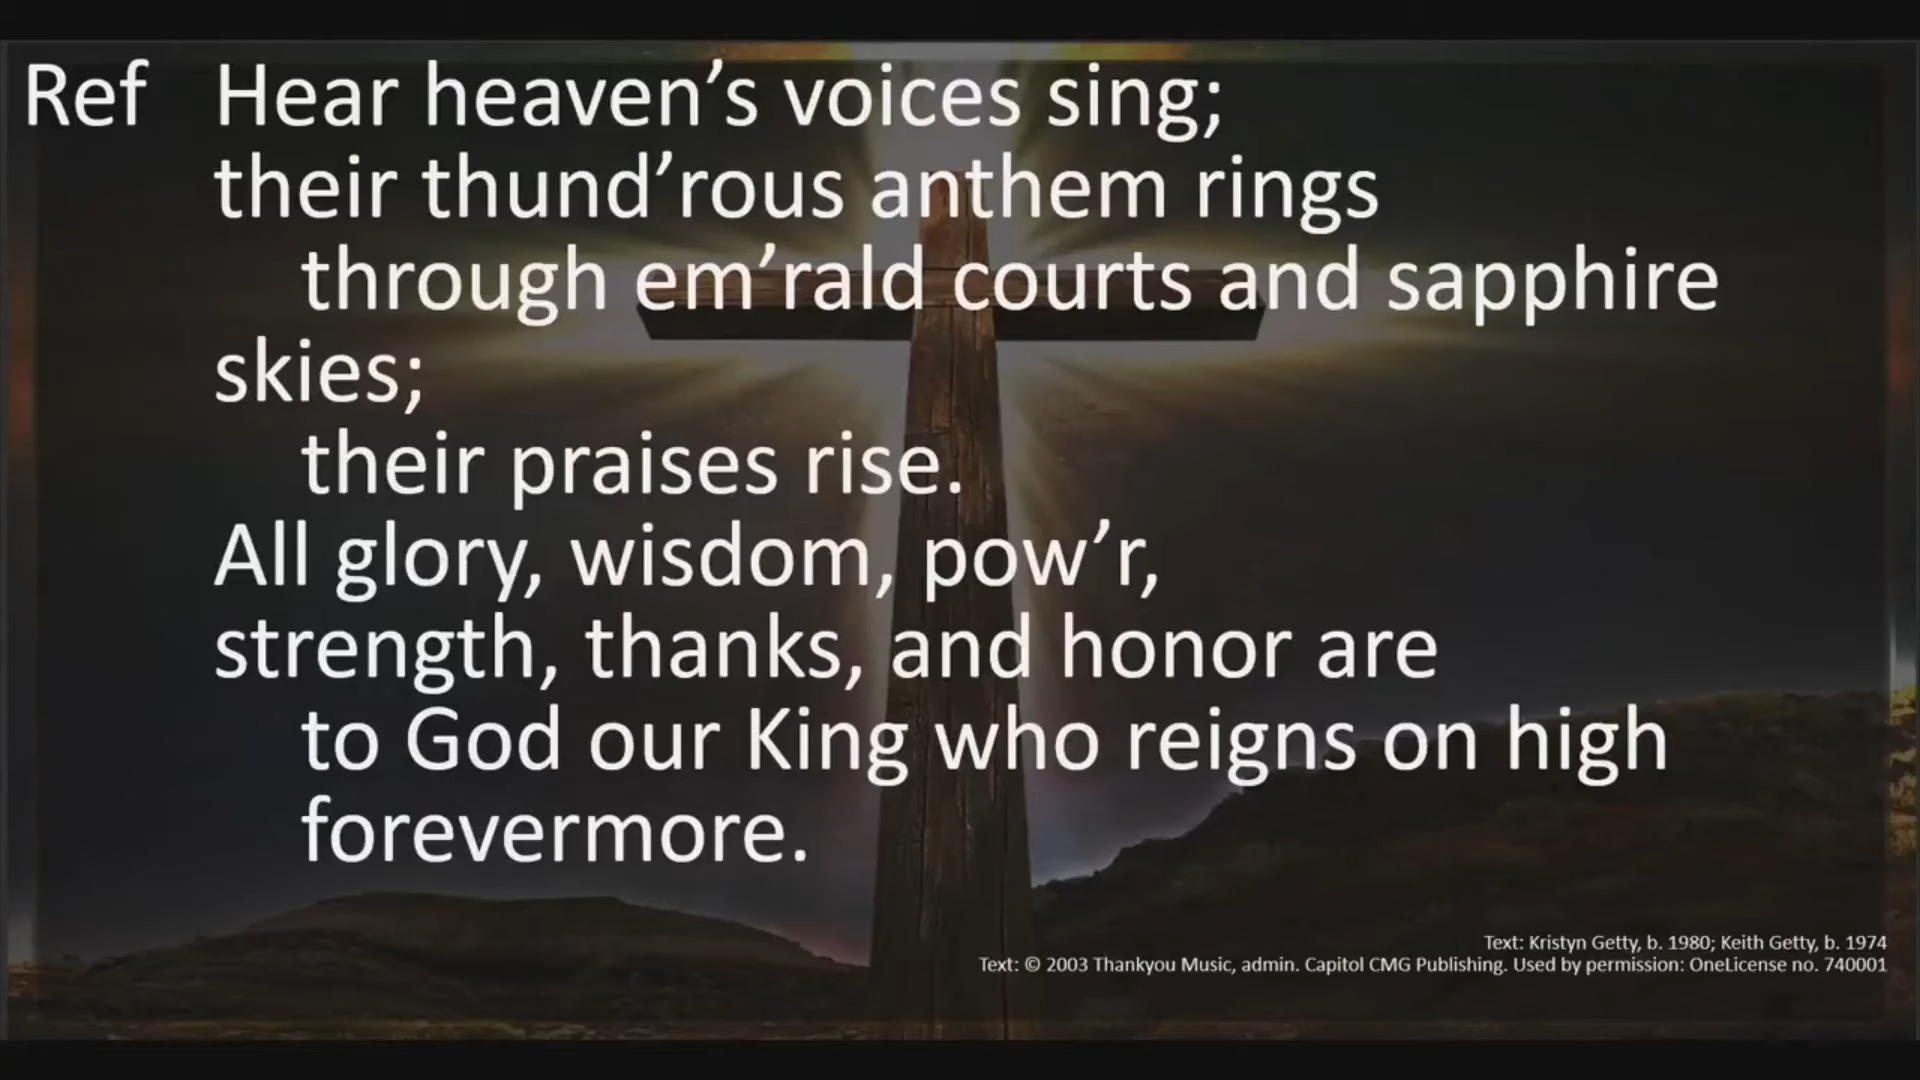 Ref Hear heaven’s voices sing;
their thund’rous anthem rings
through em’rald courts and sapphire
skies;
their praises rise.
All glory, wisdom, pow’r,
strength, thanks, and honor are
to God our King who reigns on high
forevermore.
Text: Kristyn Getty, b. 1980; Keith Getty, b. 1974
Text: © 2003 Thankyou Music, admin. Capitol CMG Publishing. Used by permission: OneLicense no. 740001